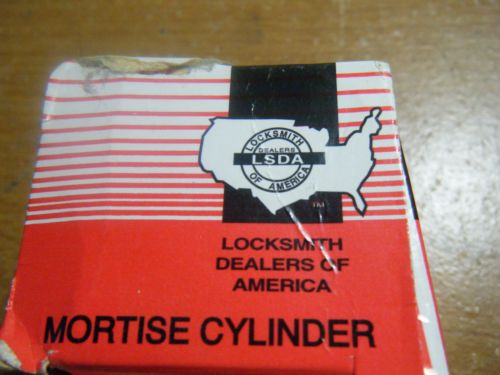 LOCKSMITH
DEALERS
LSDA
OF AMERICA
TM
LOCKSMITH
DEALERS OF
AMERICA
MORTISE CYLINDER